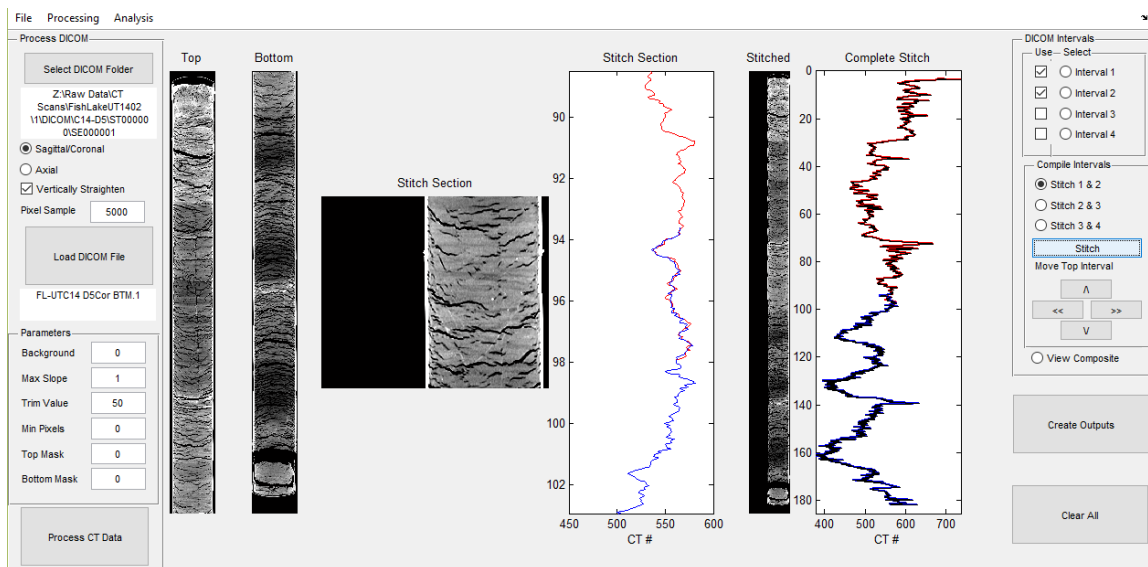 File Processing Analysis
Process DICOM
Select DICOM Folder
Z:\Raw Data\CT
Scans\FishLakeUT1402
\1\DICOM\C14-D5\ST00000
0\SE000001
Sagittal/Coronal
Axial
Vertically Straighten
Pixel Sample 5000
Load DICOM File
FL-UTC14 D5Cor BTM.1
Parameters
Background 0
Max Slope 1
Trim Value 50
Min Pixels 0
Top Mask 0
Bottom Mask 0
Process CT Data
Top
Bottom
Stitch Section
Stitch Section
90
92
94
96
98
100
102
450 500 550 600
CT #
Stitched
Complete Stitch
0
20
40
60
80
100
120
140
160
180
400 500 600 700
CT #
DICOM Intervals
Use Select
Interval 1
Interval 2
Interval 3
Interval 4
Compile Intervals
Stitch 1 & 2
Stitch 2 & 3
Stitch 3 & 4
Stitch
Move Top Interval
/\
<< >>
\/
View Composite
Create Outputs
Clear All